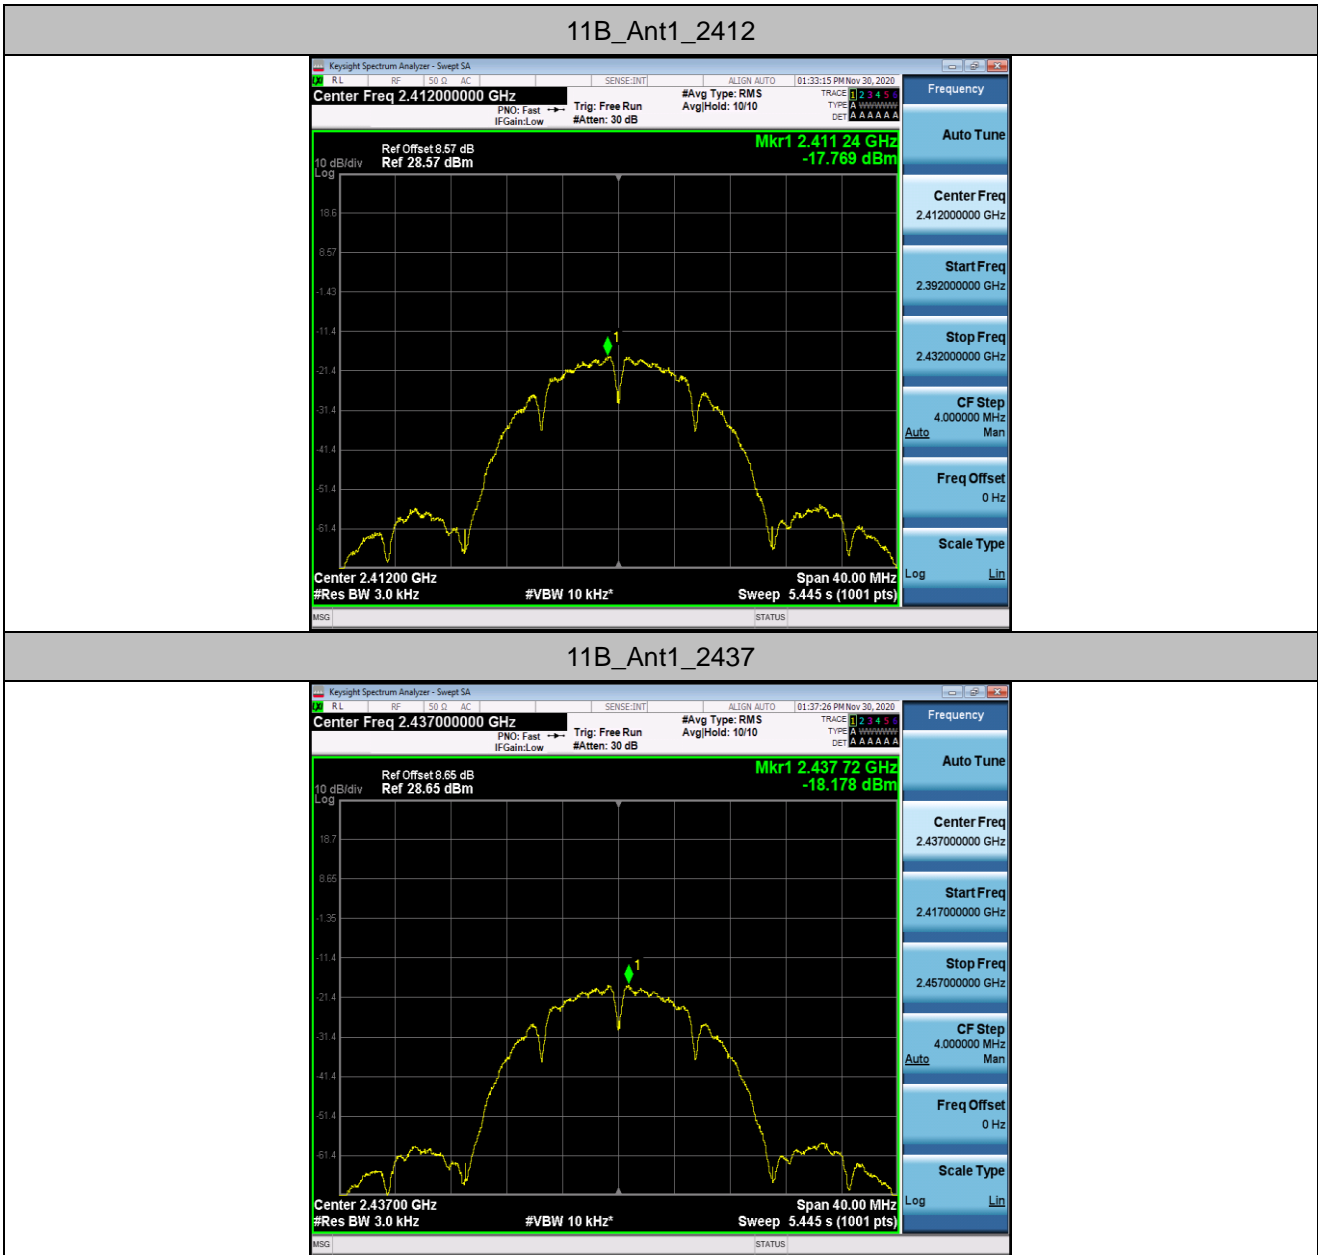 11B_Ant1_2412
Keysight Spectrum Analyzer - Swept SA
RL RF 50 Ω AC SENSE:INT ALIGN AUTO 01:33:15 PM Nov 30, 2020
Center Freq 2.412000000 GHz
PNO: Fast
IFGain:Low
Trig: Free Run
#Atten: 30 dB
#Avg Type: RMS
Avg|Hold: 10/10
TRACE 1 2 3 4 5 6
TYPE A WWWWW
DET A A A A A A
Frequency
Mkr1 2.411 24 GHz
-17.769 dBm
Ref Offset 8.57 dB
10 dB/div Ref 28.57 dBm
Log
18.6
8.57
-1.43
-11.4
-21.4
-31.4
-41.4
-51.4
-61.4
1
Center 2.41200 GHz Span 40.00 MHz
#Res BW 3.0 kHz #VBW 10 kHz* Sweep 5.445 s (1001 pts)
MSG STATUS
Auto Tune
Center Freq
2.412000000 GHz
Start Freq
2.392000000 GHz
Stop Freq
2.432000000 GHz
CF Step
4.000000 MHz
Auto Man
Freq Offset
0 Hz
Scale Type
Log Lin
11B_Ant1_2437
Keysight Spectrum Analyzer - Swept SA
RL RF 50 Ω AC SENSE:INT ALIGN AUTO 01:37:26 PM Nov 30, 2020
Center Freq 2.437000000 GHz
PNO: Fast
IFGain:Low
Trig: Free Run
#Atten: 30 dB
#Avg Type: RMS
Avg|Hold: 10/10
TRACE 1 2 3 4 5 6
TYPE A WWWWW
DET A A A A A A
Frequency
Mkr1 2.437 72 GHz
-18.178 dBm
Ref Offset 8.65 dB
10 dB/div Ref 28.65 dBm
Log
18.7
8.65
-1.35
-11.4
-21.4
-31.4
-41.4
-51.4
-61.4
1
Center 2.43700 GHz Span 40.00 MHz
#Res BW 3.0 kHz #VBW 10 kHz* Sweep 5.445 s (1001 pts)
MSG STATUS
Auto Tune
Center Freq
2.437000000 GHz
Start Freq
2.417000000 GHz
Stop Freq
2.457000000 GHz
CF Step
4.000000 MHz
Auto Man
Freq Offset
0 Hz
Scale Type
Log Lin